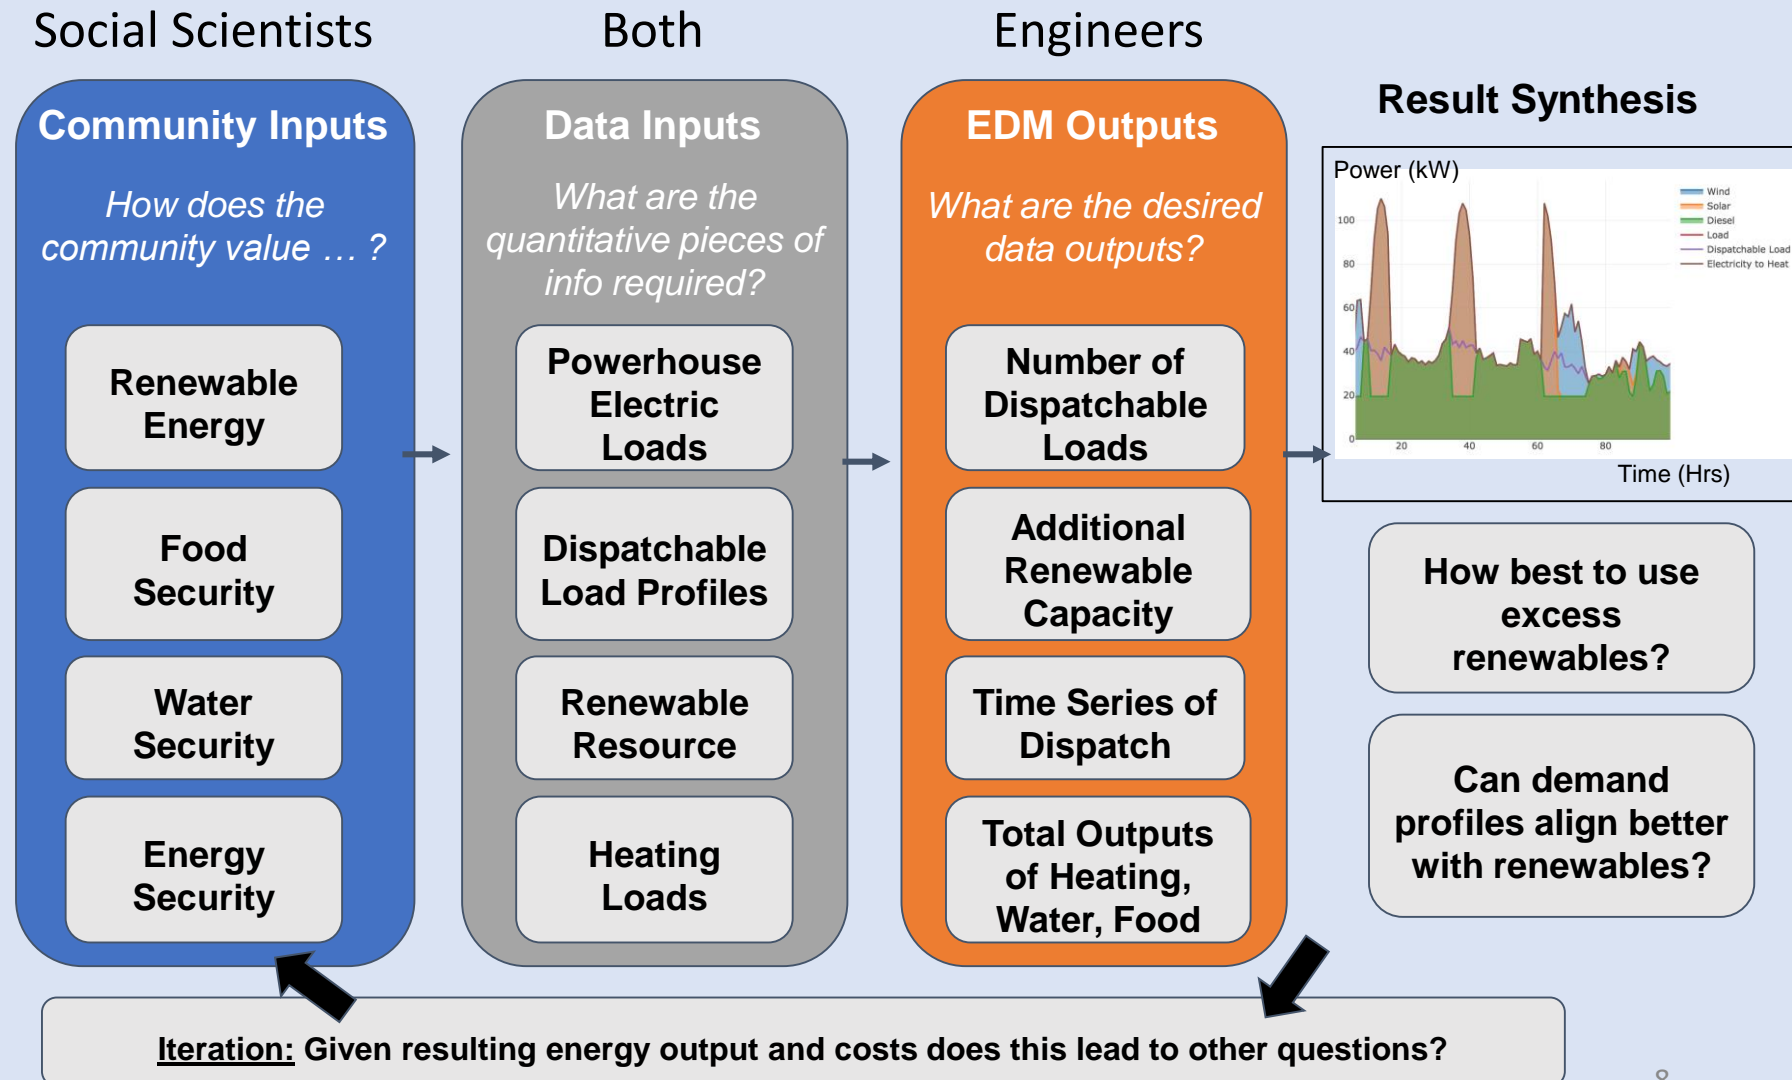 Social Scientists
Both
Engineers
Community Inputs
How does the
community value … ?
Renewable
Energy
Food
Security
Water
Security
Energy
Security
Data Inputs
What are the
quantitative pieces of
info required?
Powerhouse
Electric
Loads
Dispatchable
Load Profiles
Renewable
Resource
Heating
Loads
EDM Outputs
What are the desired
data outputs?
Number of
Dispatchable
Loads
Additional
Renewable
Capacity
Time Series of
Dispatch
Total Outputs
of Heating,
Water, Food
Result Synthesis
Power (kW)
100
80
60
40
20
0
20
40
60
80
Time (Hrs)
Wind
Solar
Diesel
Load
Dispatchable Load
Electricity to Heat
How best to use
excess
renewables?
Can demand
profiles align better
with renewables?
Iteration: Given resulting energy output and costs does this lead to other questions?